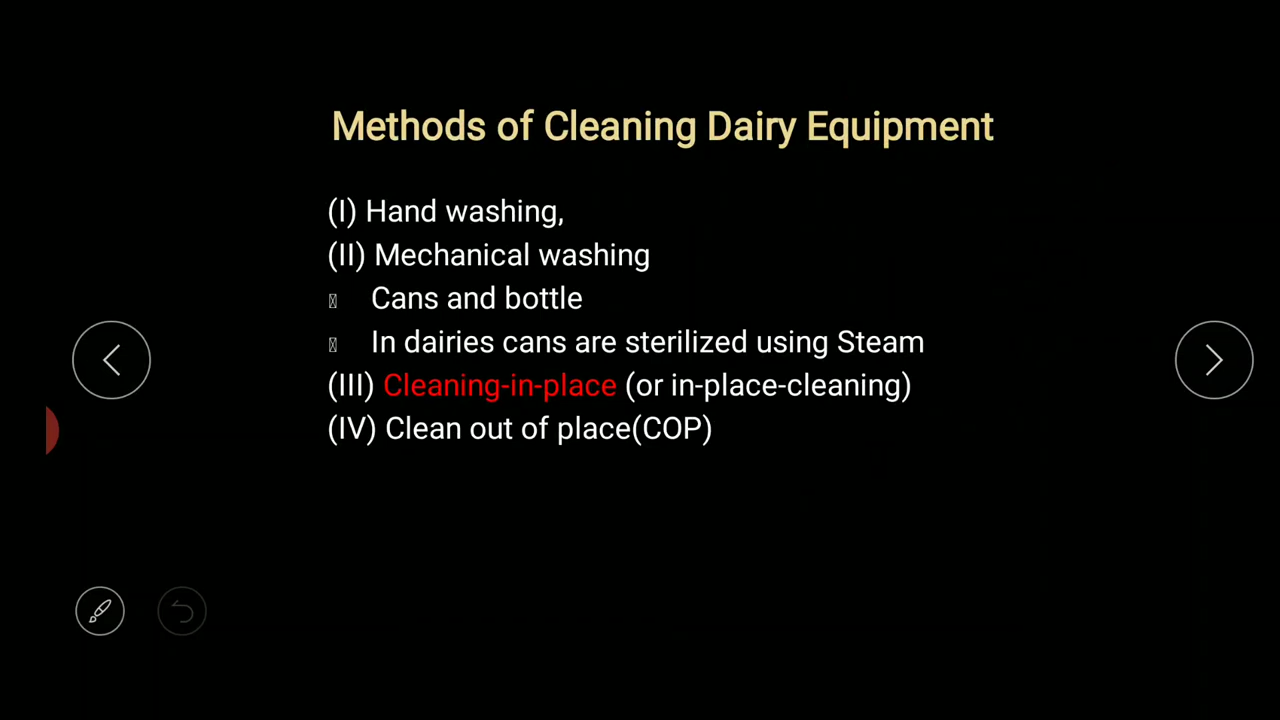 Methods of Cleaning Dairy Equipment
(I) Hand washing,
(II) Mechanical washing
Cans and bottle
In dairies cans are sterilized using Steam
(III) Cleaning-in-place (or in-place-cleaning)
(IV) Clean out of place(COP)